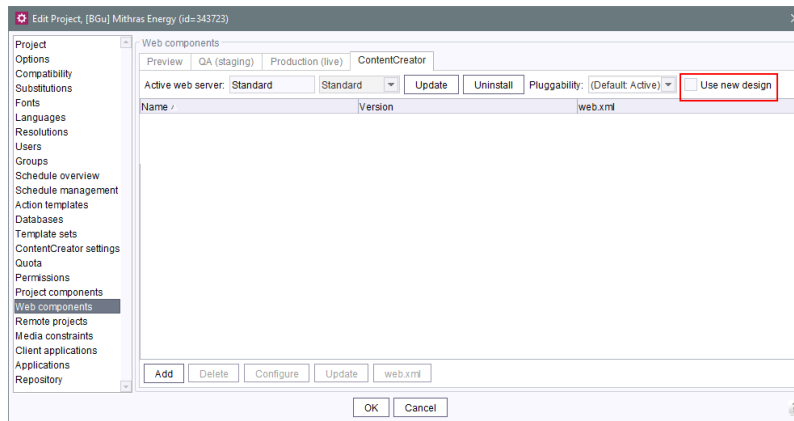 Edit Project, [BGu] Mithras Energy (id=343723)
Project
Options
Compatibility
Substitutions
Fonts
Languages
Resolutions
Users
Groups
Schedule overview
Schedule management
Action templates
Databases
Template sets
ContentCreator settings
Quota
Permissions
Project components
Web components
Remote projects
Media constraints
Client applications
Applications
Repository
Web components
Preview QA (staging) Production (live) ContentCreator
Active web server: Standard Standard Update Uninstall Pluggability: (Default: Active) Use new design
Name Version web.xml
Add Delete Configure Update web.xml
OK Cancel